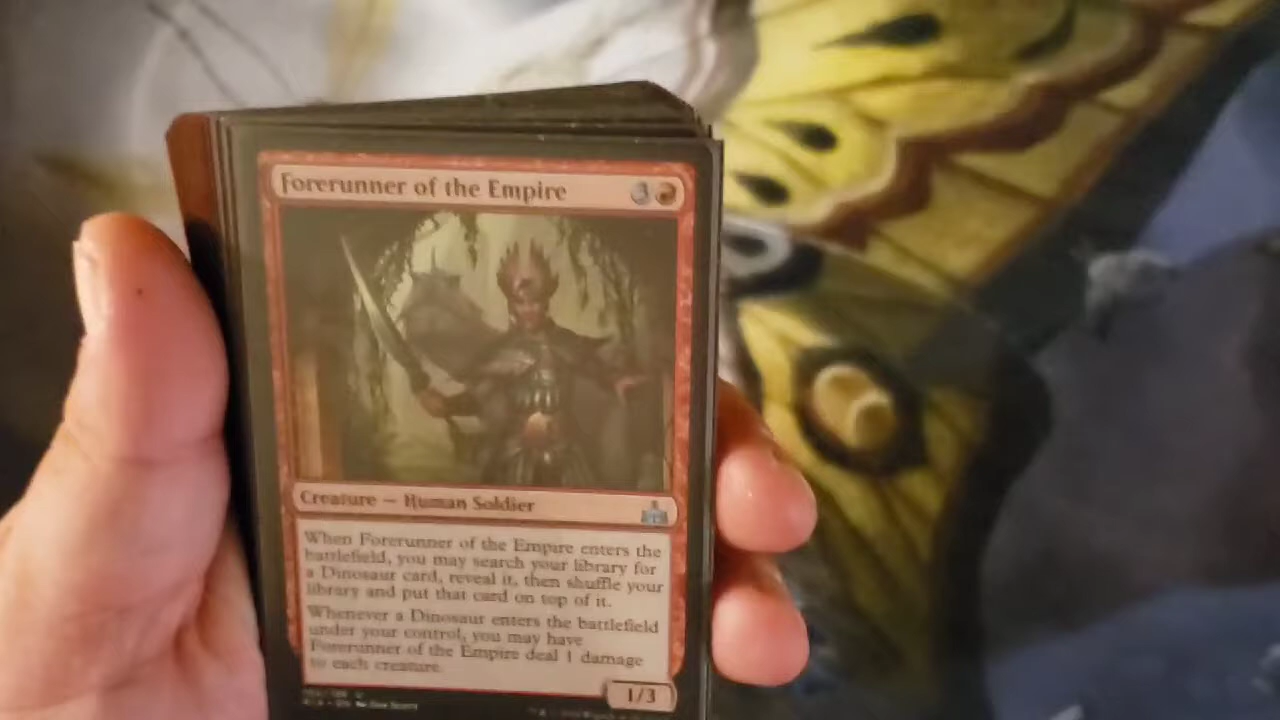 Forerunner of the Empire 3
Creature — Human Soldier
When Forerunner of the Empire enters the
battlefield, you may search your library for
a Dinosaur card, reveal it, then shuffle your
library and put that card on top of it.
Whenever a Dinosaur enters the battlefield
under your control, you may have
Forerunner of the Empire deal 1 damage
to each creature.
1/3